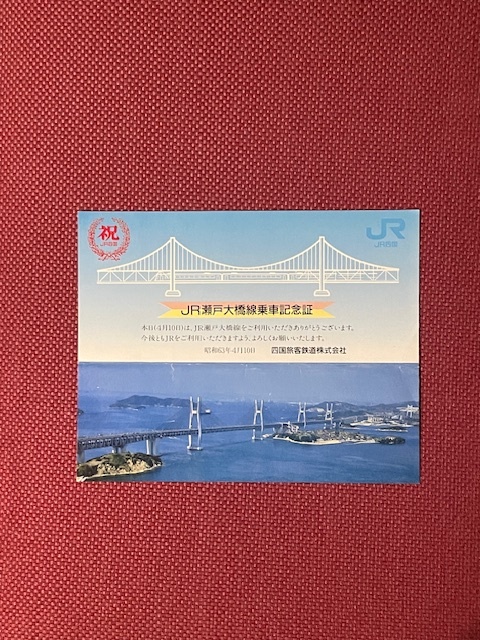 祝
JR四国
JR
JR四国
JR瀬戸大橋線乗車記念証
本日(4月10日)は、JR瀬戸大橋線をご利用いただきありがとうございます。
今後ともJRをご利用いただきますよう、よろしくお願いいたします。
昭和63年4月10日 四国旅客鉄道株式会社